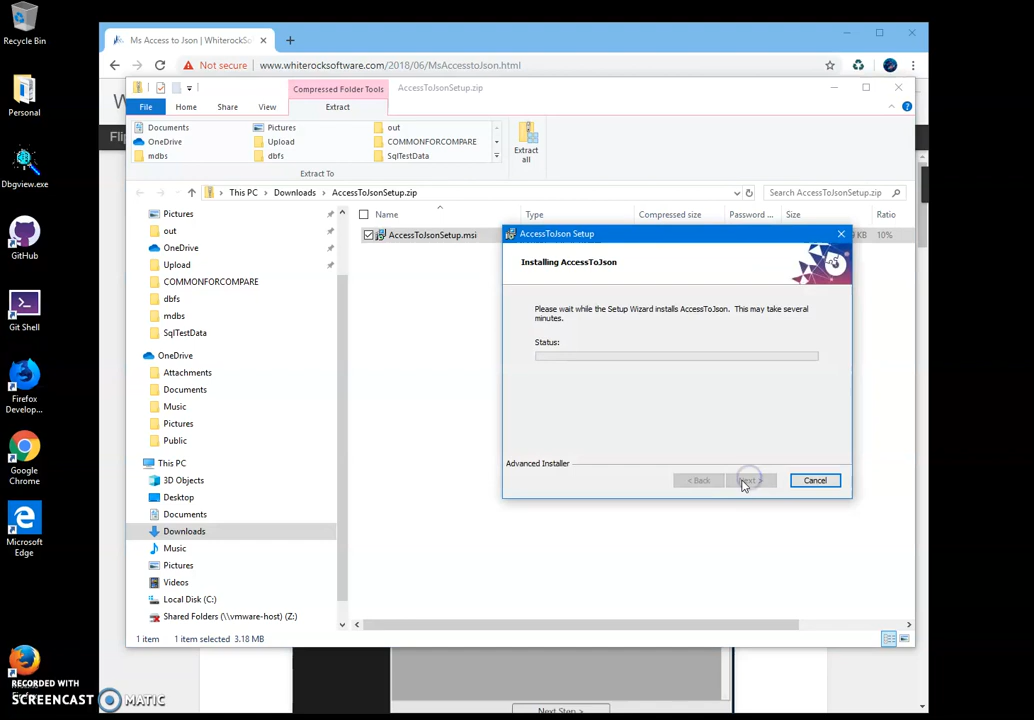 Recycle Bin
Personal
Dbgview.exe
GitHub
Git Shell
Firefox
Develop...
Google
Chrome
Microsoft
Edge
Firefox
RECORDED WITH
SCREENCAST MATIC
Ms Access to Json | WhiterockSo
Not secure www.whiterocksoftware.com/2018/06/MsAccesstoJson.html
Compressed Folder Tools AccessToJsonSetup.zip
File Home Share View Extract
Documents Pictures out
OneDrive Upload COMMONFORCOMPARE
mdbs dbfs SqlTestData
Extract
all
Extract To
This PC Downloads AccessToJsonSetup.zip Search AccessToJsonSetup.zip
Name Type Compressed size Password ... Size Ratio
AccessToJsonSetup.msi KB 10%
Pictures
out
OneDrive
Upload
COMMONFORCOMPARE
dbfs
mdbs
SqlTestData
OneDrive
Attachments
Documents
Music
Pictures
Public
This PC
3D Objects
Desktop
Documents
Downloads
Music
Pictures
Videos
Local Disk (C:)
Shared Folders (\\vmware-host) (Z:)
1 item 1 item selected 3.18 MB
AccessToJson Setup
Installing AccessToJson
Please wait while the Setup Wizard installs AccessToJson. This may take several
minutes.
Status:
Advanced Installer
< Back Next > Cancel
Next Step >